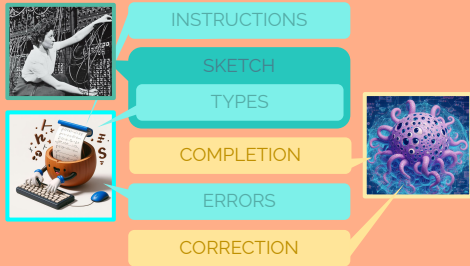 INSTRUCTIONS
SKETCH
TYPES
COMPLETION
ERRORS
CORRECTION